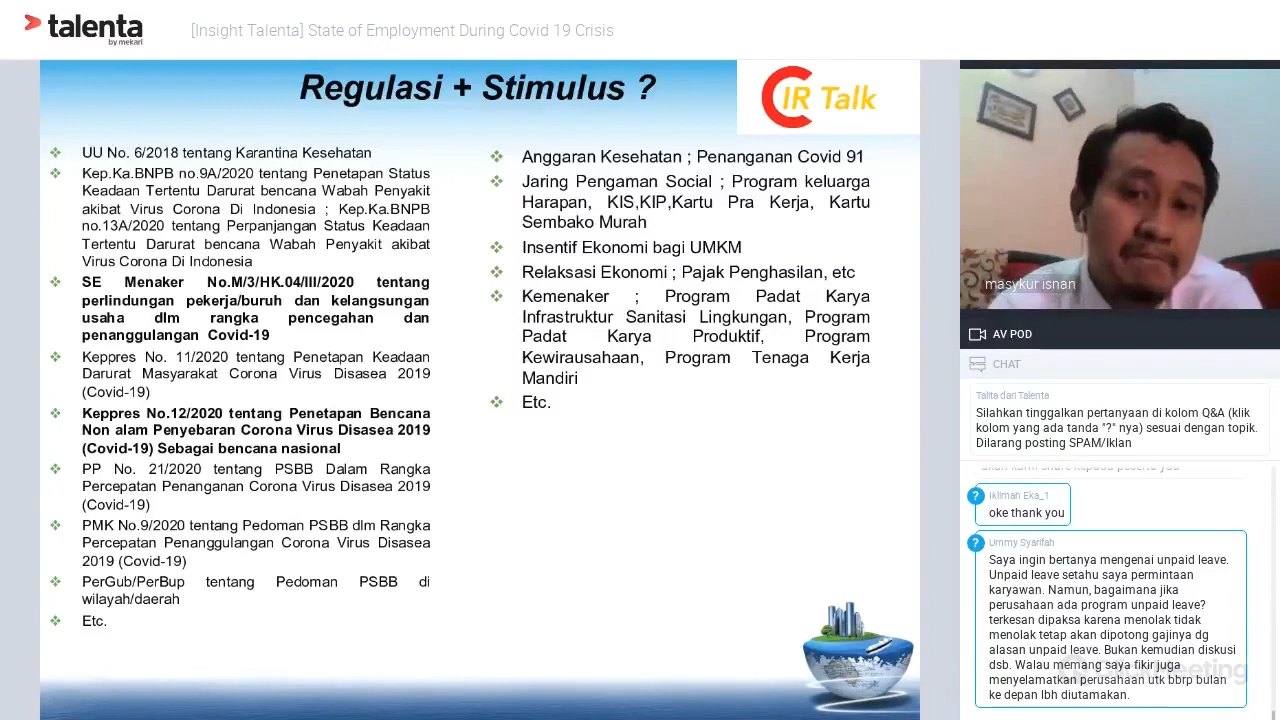 talenta
by mekari
[Insight Talenta] State of Employment During Covid 19 Crisis
Regulasi + Stimulus ?
IR Talk
UU No. 6/2018 tentang Karantina Kesehatan
Kep.Ka.BNPB no.9A/2020 tentang Penetapan Status
Keadaan Tertentu Darurat bencana Wabah Penyakit
akibat Virus Corona Di Indonesia ; Kep.Ka.BNPB
no.13A/2020 tentang Perpanjangan Status Keadaan
Tertentu Darurat bencana Wabah Penyakit akibat
Virus Corona Di Indonesia
SE Menaker No.M/3/HK.04/III/2020 tentang
perlindungan pekerja/buruh dan kelangsungan
usaha dlm rangka pencegahan dan
penanggulangan Covid-19
Keppres No. 11/2020 tentang Penetapan Keadaan
Darurat Masyarakat Corona Virus Disasea 2019
(Covid-19)
Keppres No.12/2020 tentang Penetapan Bencana
Non alam Penyebaran Corona Virus Disasea 2019
(Covid-19) Sebagai bencana nasional
PP No. 21/2020 tentang PSBB Dalam Rangka
Percepatan Penanganan Corona Virus Disasea 2019
(Covid-19)
PMK No.9/2020 tentang Pedoman PSBB dlm Rangka
Percepatan Penanggulangan Corona Virus Disasea
2019 (Covid-19)
PerGub/PerBup tentang Pedoman PSBB di
wilayah/daerah
Etc.
Anggaran Kesehatan ; Penanganan Covid 91
Jaring Pengaman Social ; Program keluarga
Harapan, KIS,KIP,Kartu Pra Kerja, Kartu
Sembako Murah
Insentif Ekonomi bagi UMKM
Relaksasi Ekonomi ; Pajak Penghasilan, etc
Kemenaker ; Program Padat Karya
Infrastruktur Sanitasi Lingkungan, Program
Padat Karya Produktif, Program
Kewirausahaan, Program Tenaga Kerja
Mandiri
Etc.
masykur isnan
AV POD
CHAT
Talita dari Talenta
Silahkan tinggalkan pertanyaan di kolom Q&A (klik
kolom yang ada tanda "?" nya) sesuai dengan topik.
Dilarang posting SPAM/Iklan
akan kami share kepada peserta yaa
Iklimah Eka_1
oke thank you
Ummy Syarifah
Saya ingin bertanya mengenai unpaid leave.
Unpaid leave setahu saya permintaan
karyawan. Namun, bagaimana jika
perusahaan ada program unpaid leave?
terkesan dipaksa karena menolak tidak
menolak tetap akan dipotong gajinya dg
alasan unpaid leave. Bukan kemudian diskusi
dsb. Walau memang saya fikir juga
menyelamatkan perusahaan utk bbrp bulan
ke depan lbh diutamakan.